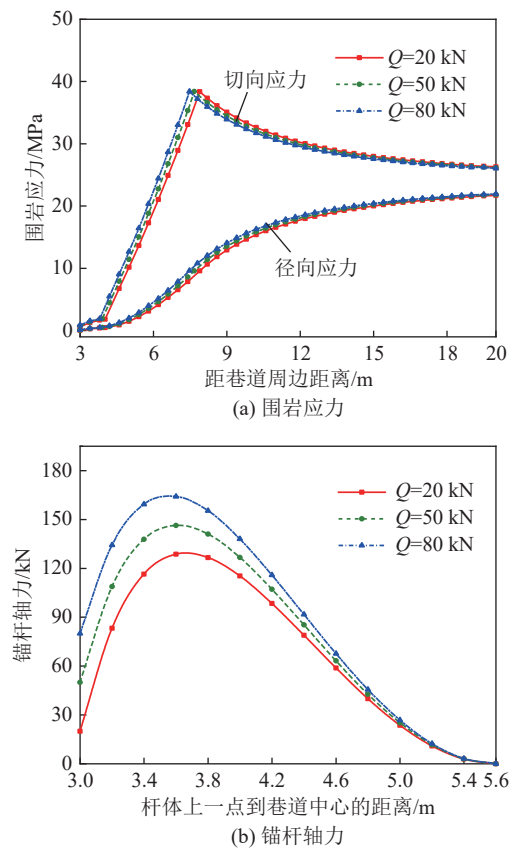 50
40
30
20
10
0
围岩应力/MPa
Q=20 kN
Q=50 kN
Q=80 kN
切向应力
径向应力
3 6 9 12 15 18 20
距巷道周边距离/m
(a) 围岩应力
180
150
120
90
60
30
0
锚杆轴力/kN
Q=20 kN
Q=50 kN
Q=80 kN
3.0 3.4 3.8 4.2 4.6 5.0 5.4 5.6
杆体上一点到巷道中心的距离/m
(b) 锚杆轴力